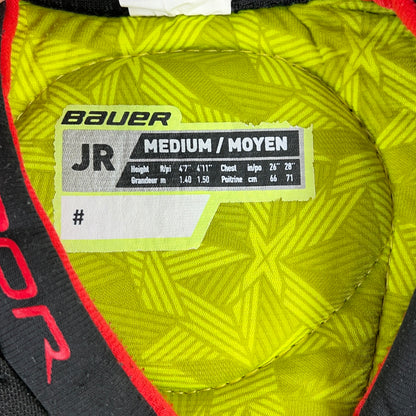 BAUER
JR MEDIUM / MOYEN
Height R/pi 4'7" 4'11" Chest in/po 26" 28"
Grandeur m 1.40 1.50 Poitrine cm 66 71
#
OR